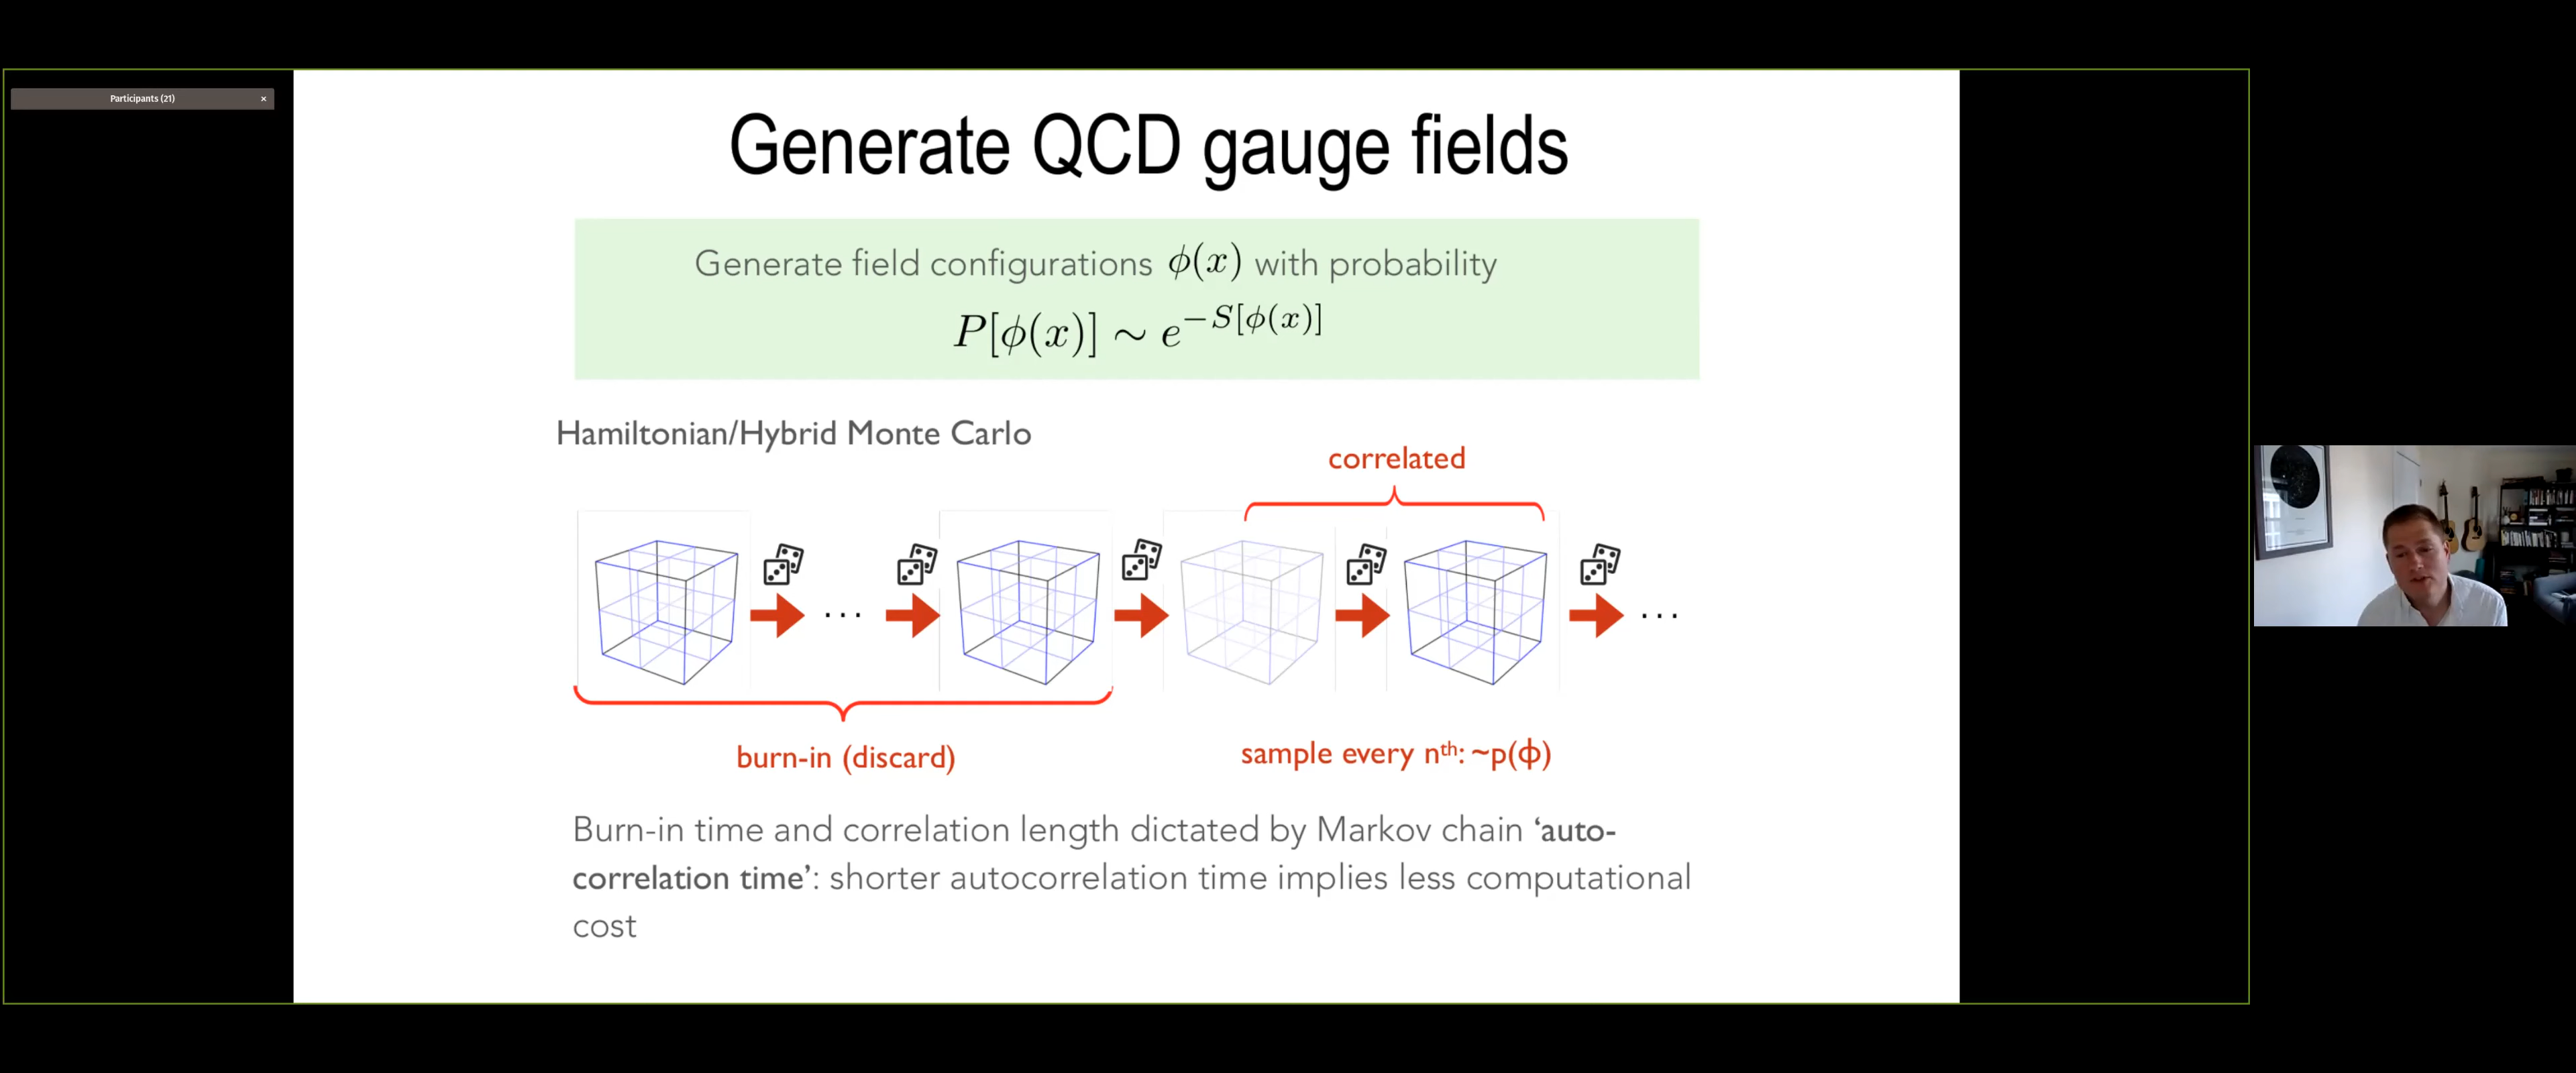 Participants (21)
×
Generate QCD gauge fields
Generate field configurations ϕ(x) with probability
P[ϕ(x)] ∼ e^{−S[ϕ(x)]}
Hamiltonian/Hybrid Monte Carlo
correlated
...
...
burn-in (discard)
sample every nᵗʰ: ~p(ϕ)
Burn-in time and correlation length dictated by Markov chain ‘auto-
correlation time’: shorter autocorrelation time implies less computational
cost